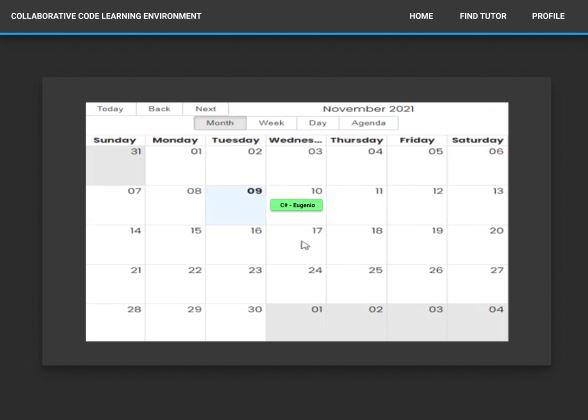 COLLABORATIVE CODE LEARNING ENVIRONMENT HOME FIND TUTOR PROFILE
Today Back Next November 2021
Month Week Day Agenda
Sunday Monday Tuesday Wednes... Thursday Friday Saturday
31 01 02 03 04 05 06
07 08 09 10 11 12 13
C# - Eugenio
14 15 16 17 18 19 20
21 22 23 24 25 26 27
28 29 30 01 02 03 04